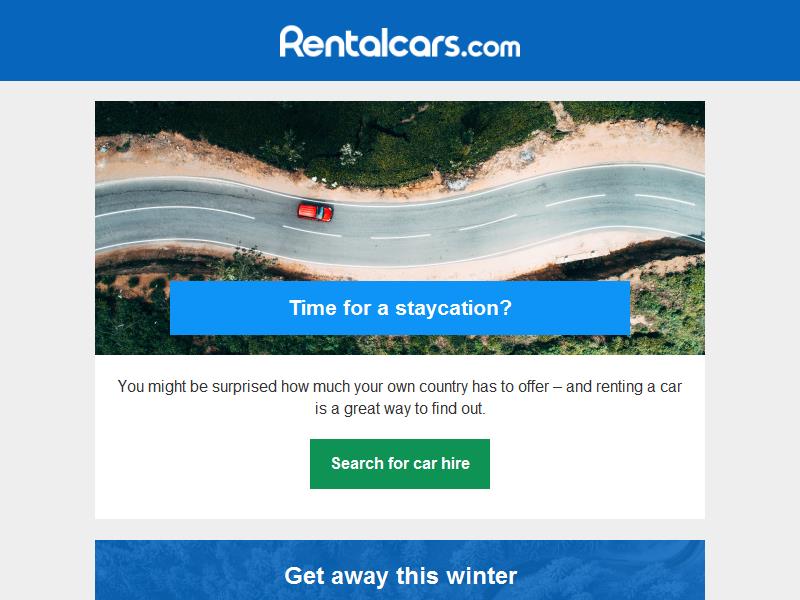 Rentalcars.com
Time for a staycation?
You might be surprised how much your own country has to offer – and renting a car
is a great way to find out.
Search for car hire
Get away this winter